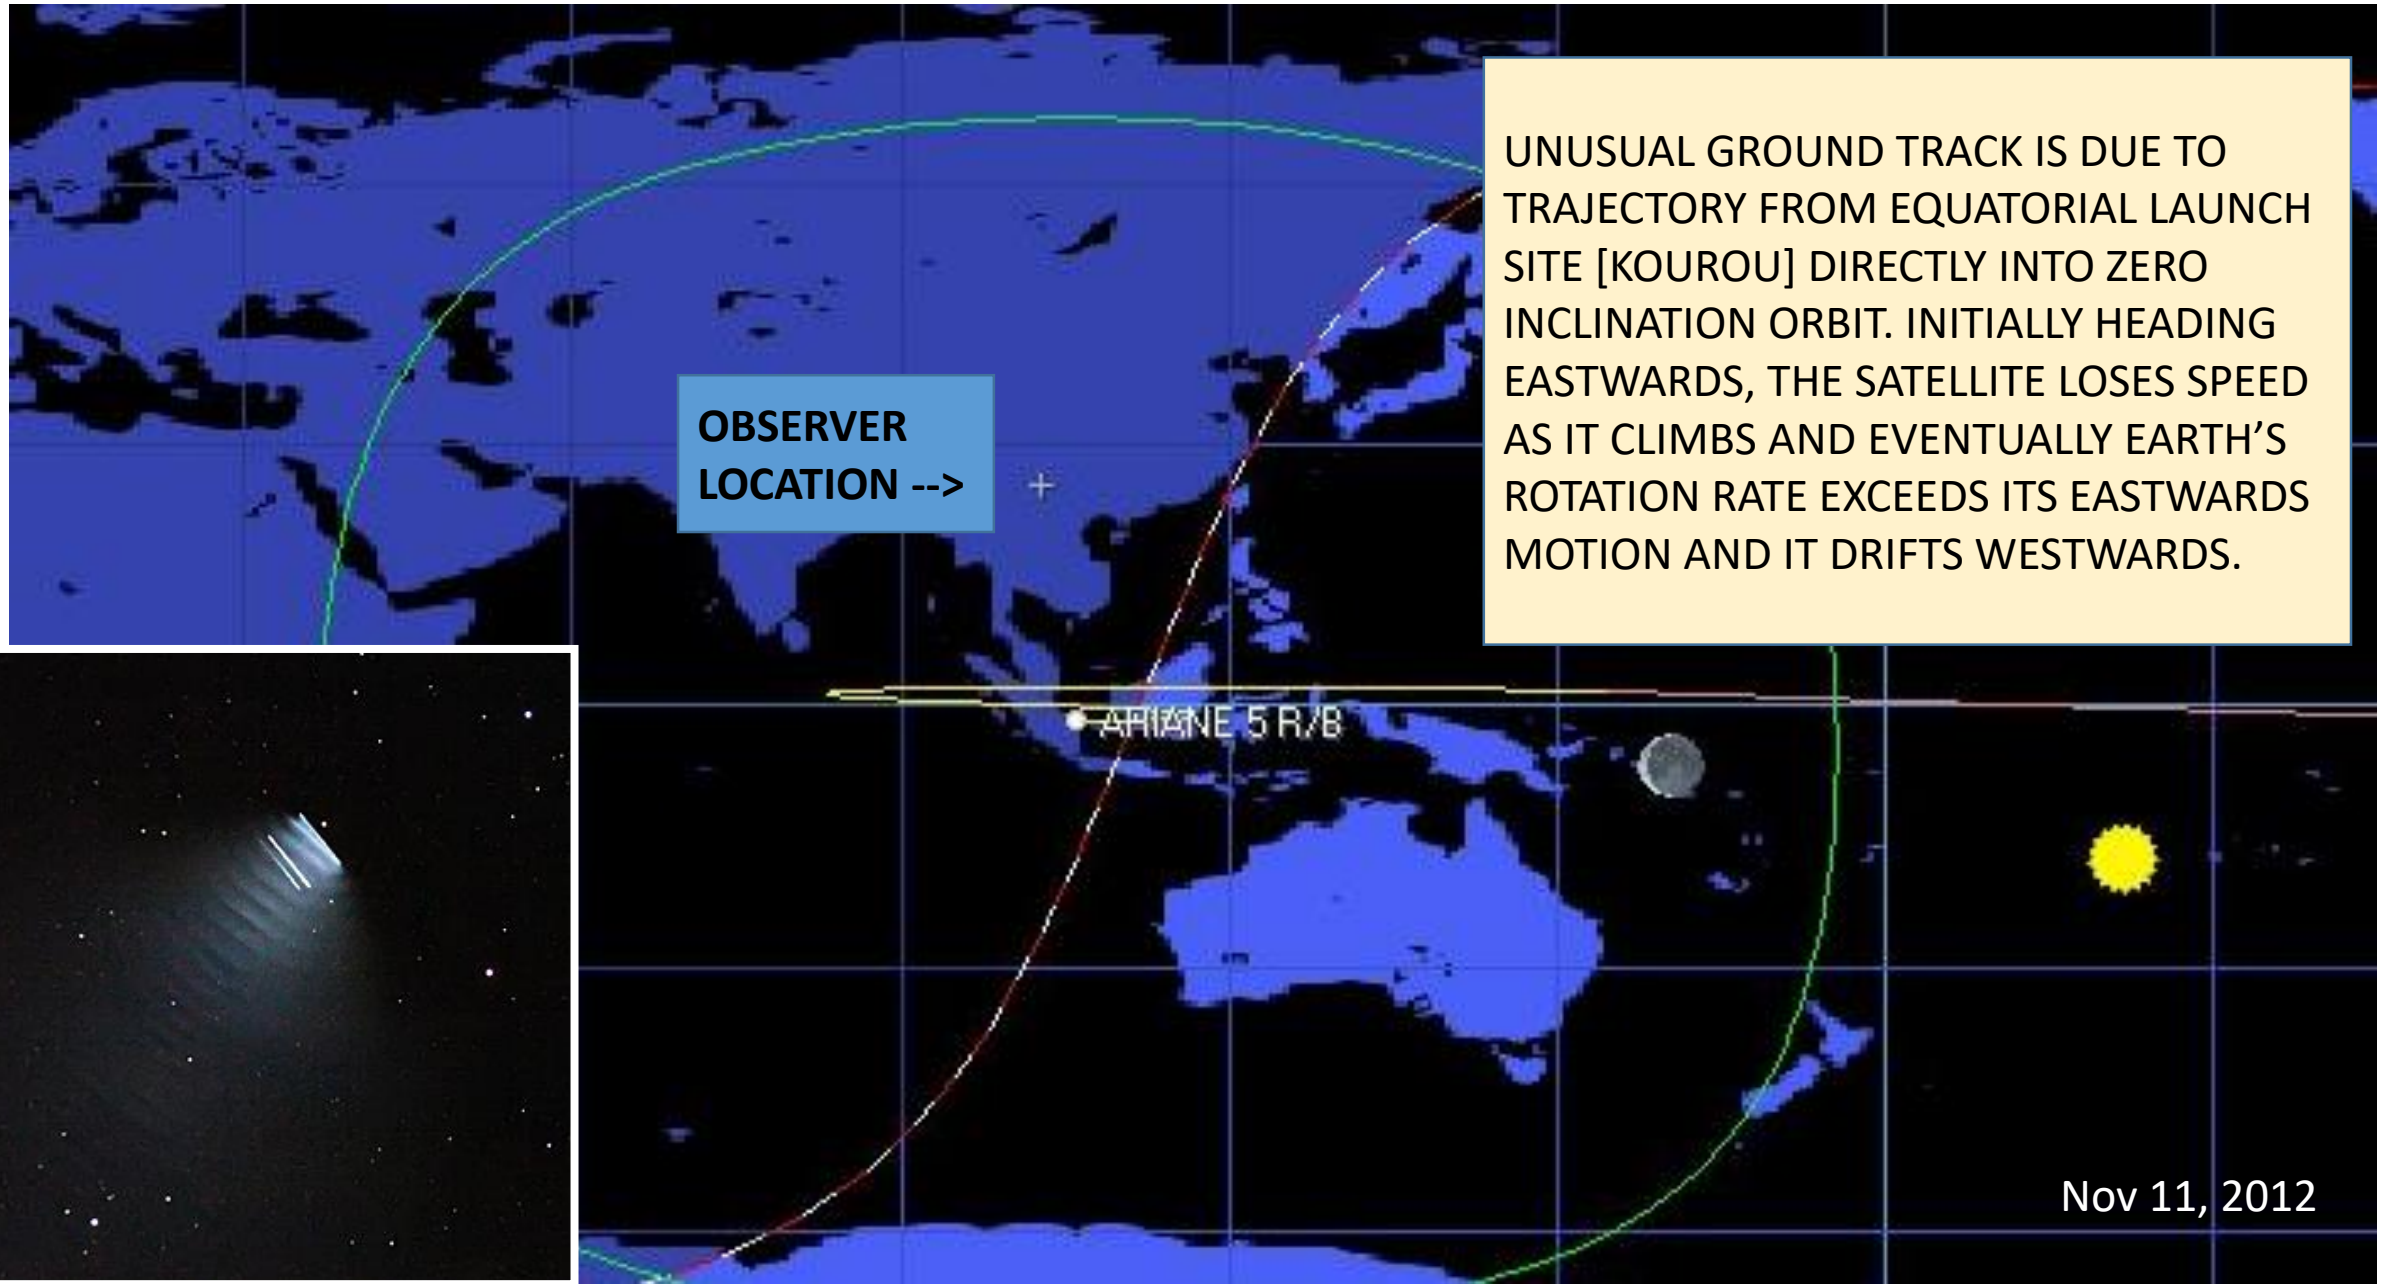 UNUSUAL GROUND TRACK IS DUE TO
TRAJECTORY FROM EQUATORIAL LAUNCH
SITE [KOUROU] DIRECTLY INTO ZERO
INCLINATION ORBIT. INITIALLY HEADING
EASTWARDS, THE SATELLITE LOSES SPEED
AS IT CLIMBS AND EVENTUALLY EARTH'S
ROTATION RATE EXCEEDS ITS EASTWARDS
MOTION AND IT DRIFTS WESTWARDS.
OBSERVER
LOCATION -->
ARIANE 5 R/B
Nov 11, 2012